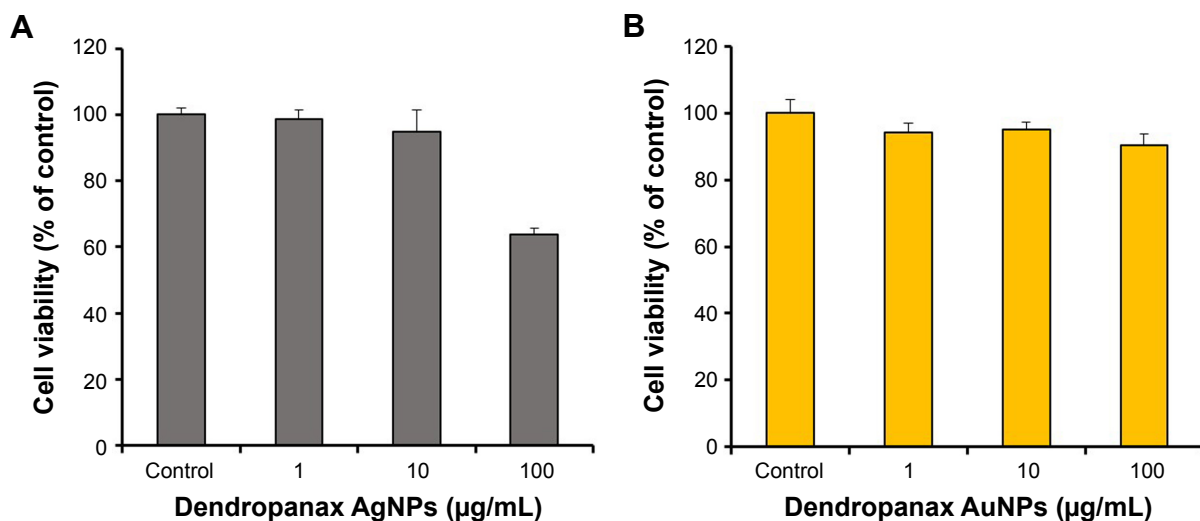 A
Cell viability (% of control)
120
100
80
60
40
20
0
Control 1 10 100
Dendropanax AgNPs (µg/mL)
B
Cell viability (% of control)
120
100
80
60
40
20
0
Control 1 10 100
Dendropanax AuNPs (µg/mL)